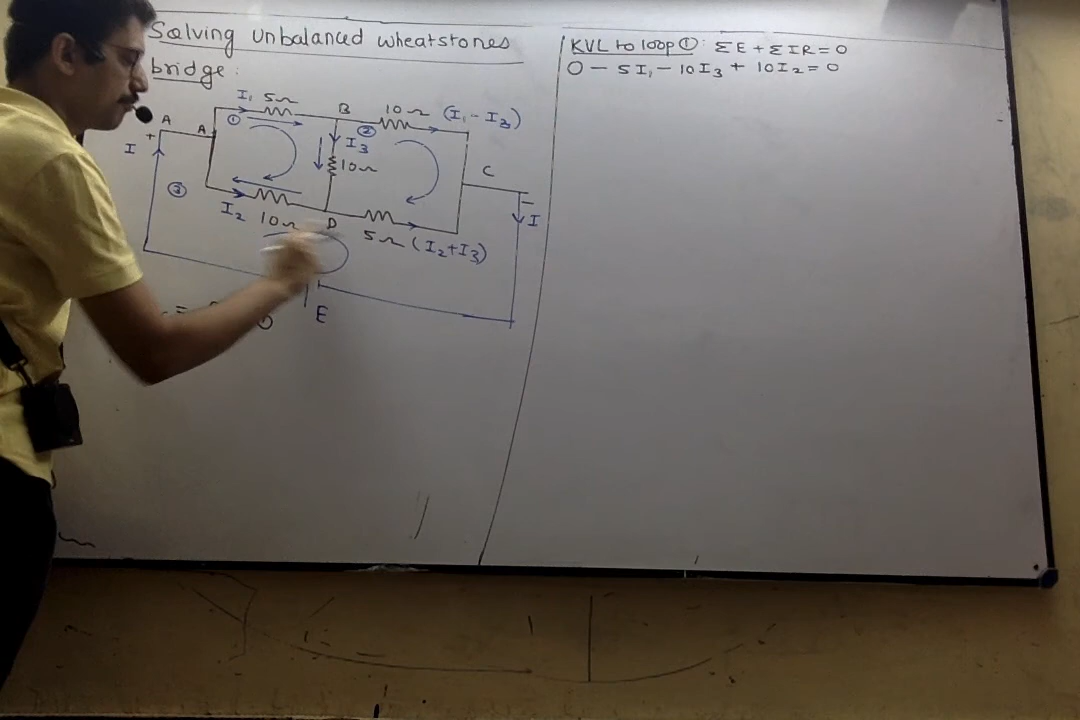 Solving unbalanced wheatstones
bridge:
I₁ 5Ω
B
10Ω (I₁ - I₃)
①
②
A
A
+
I
I₃
10Ω
C
-
③
I₂
10Ω
D
5Ω (I₂+I₃)
I
E
KVL to loop ①: ΣE + ΣIR = 0
0 - 5I₁ - 10I₃ + 10I₂ = 0